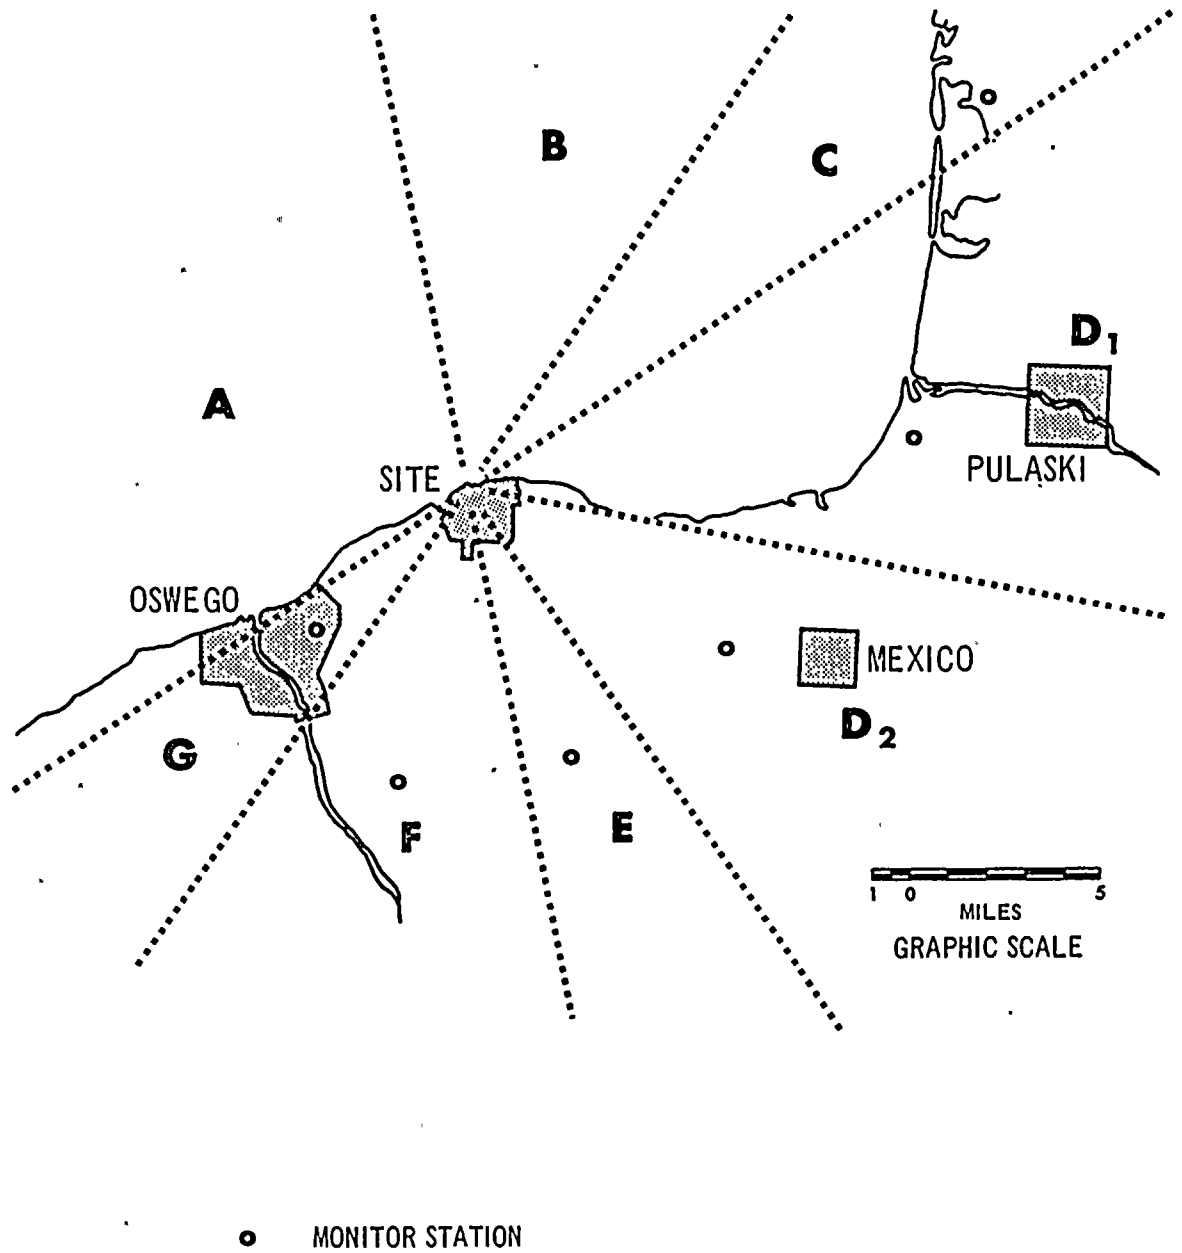 B
C
D1
A
SITE
PULASKI
OSWEGO
MEXICO
D2
G
F
E
1 0 5
MILES
GRAPHIC SCALE
MONITOR STATION